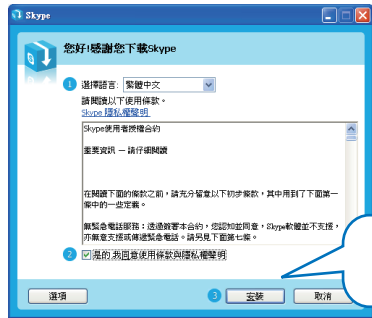 Skype
您好!感謝您下載Skype
1 選擇語言: 繁體中文
請閱讀以下使用條款。
Skype 隱私權聲明
Skype使用者授權合約
重要資訊 — 請仔細閱讀
在閱讀下面的條款之前，請充分留意以下初步條款，其中用到了下面第一
條中的一些定義。
無緊急電話服務：透過簽署本合約，您認知並同意，Skype軟體並不支援，
亦無意支援或傳遞緊急電話。請另見下面第七條。
2 是的,我同意使用條款與隱私權聲明
選項 3 安裝 取消